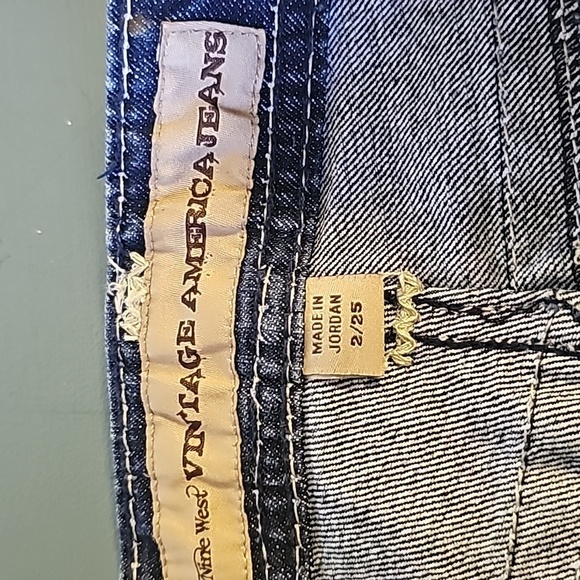 Nine West VINTAGE AMERICA JEANS
MADE IN
JORDAN
2/25